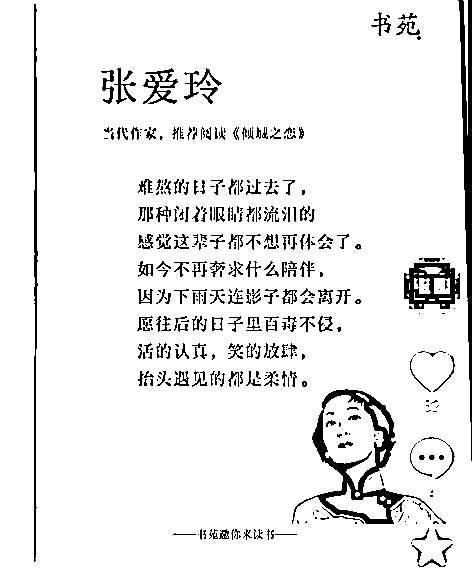 书苑
张爱玲
当代作家，推荐阅读《倾城之恋》
难熬的日子都过去了，
那种闭着眼睛都流泪的
感觉这辈子都不想再体会了。
如今不再奢求什么陪伴，
因为下雨天连影子都会离开。
愿往后的日子里百毒不侵，
活的认真，笑的放肆，
抬头遇见的都是柔情。
——书苑邀你来读书——